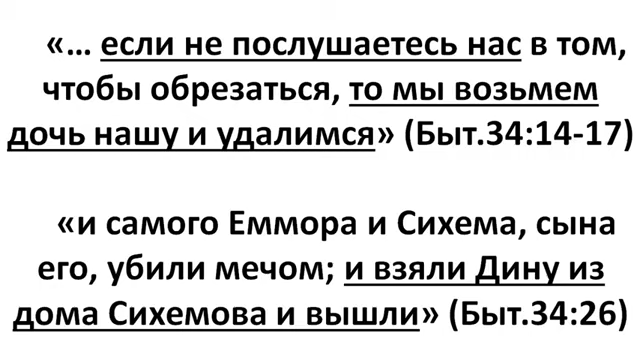 «... если не послушаетесь нас в том,
чтобы обрезаться, то мы возьмем
дочь нашу и удалимся» (Быт.34:14-17)
«и самого Еммора и Сихема, сына
его, убили мечом; и взяли Дину из
дома Сихемова и вышли» (Быт.34:26)